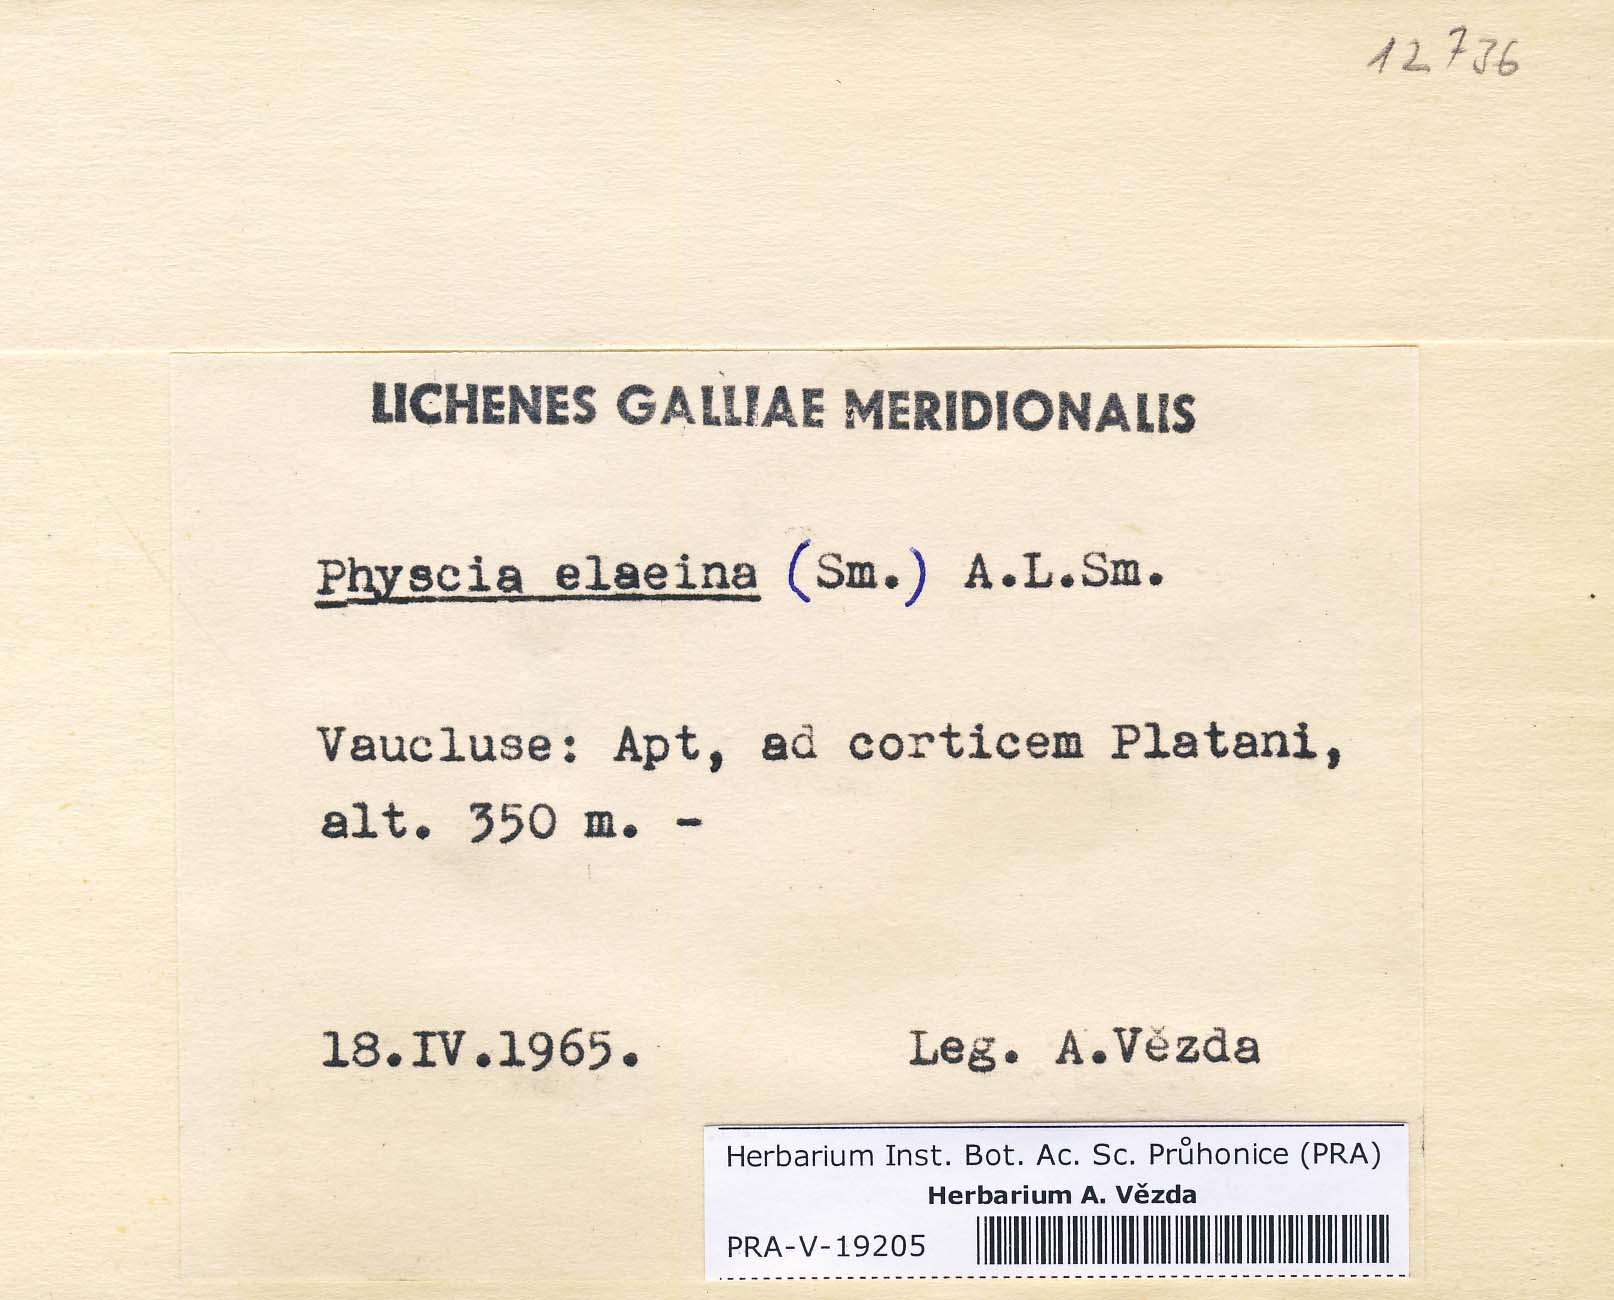 12736
LICHENES GALLIAE MERIDIONALIS
Physcia elaeina (Sm.) A.L.Sm.
Vaucluse: Apt, ad corticem Platani,
alt. 350 m. -
18.IV.1965. Leg. A.Vězda
Herbarium Inst. Bot. Ac. Sc. Průhonice (PRA)
Herbarium A. Vězda
PRA-V-19205